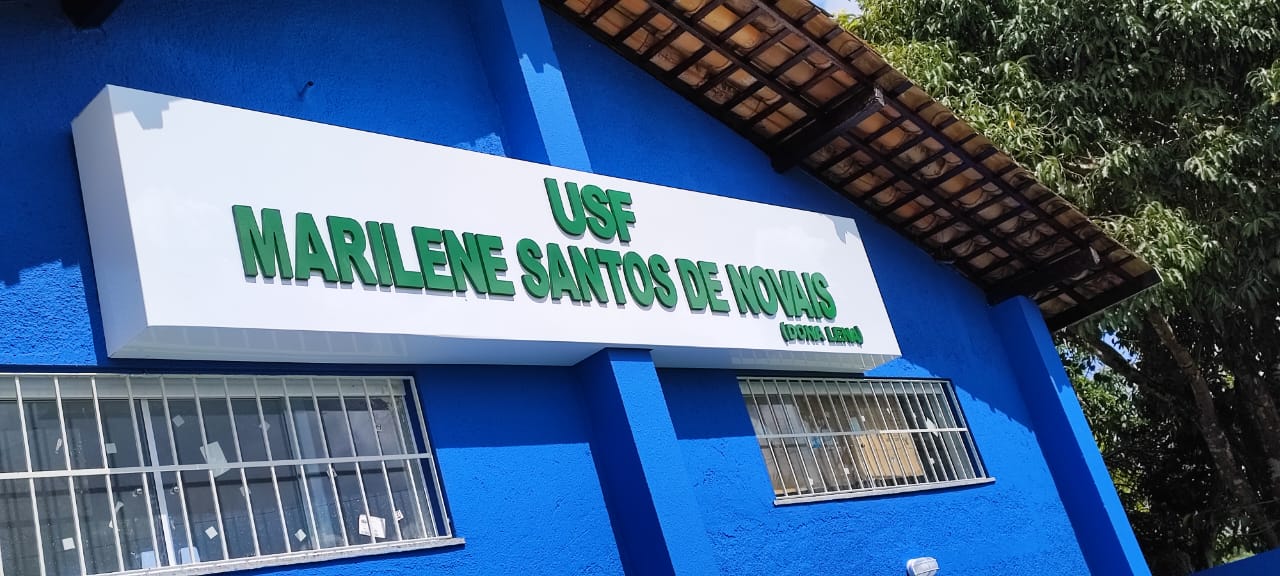 USF
MARILENE SANTOS DE NOVAIS
(DONA LENA)